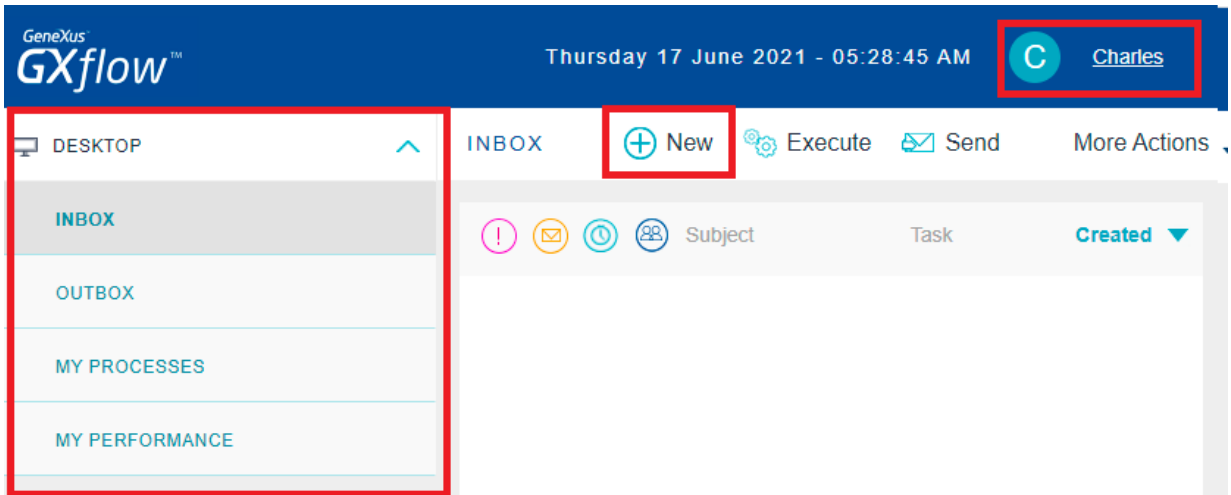 GeneXus
GXflow™
Thursday 17 June 2021 - 05:28:45 AM
C
Charles
DESKTOP
INBOX
New
Execute
Send
More Actions
INBOX
OUTBOX
MY PROCESSES
MY PERFORMANCE
Subject
Task
Created